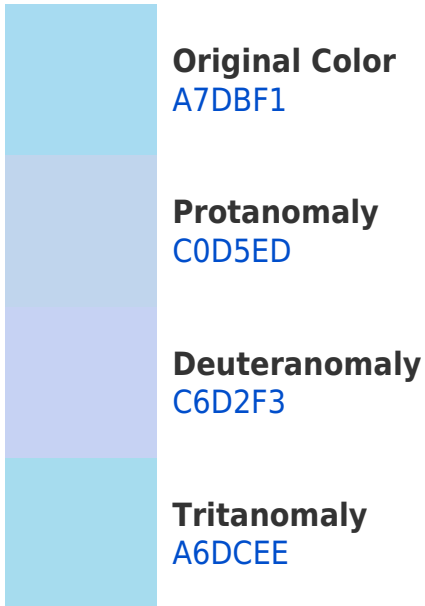 Original Color
A7DBF1
Protanomaly
C0D5ED
Deuteranomaly
C6D2F3
Tritanomaly
A6DCEE